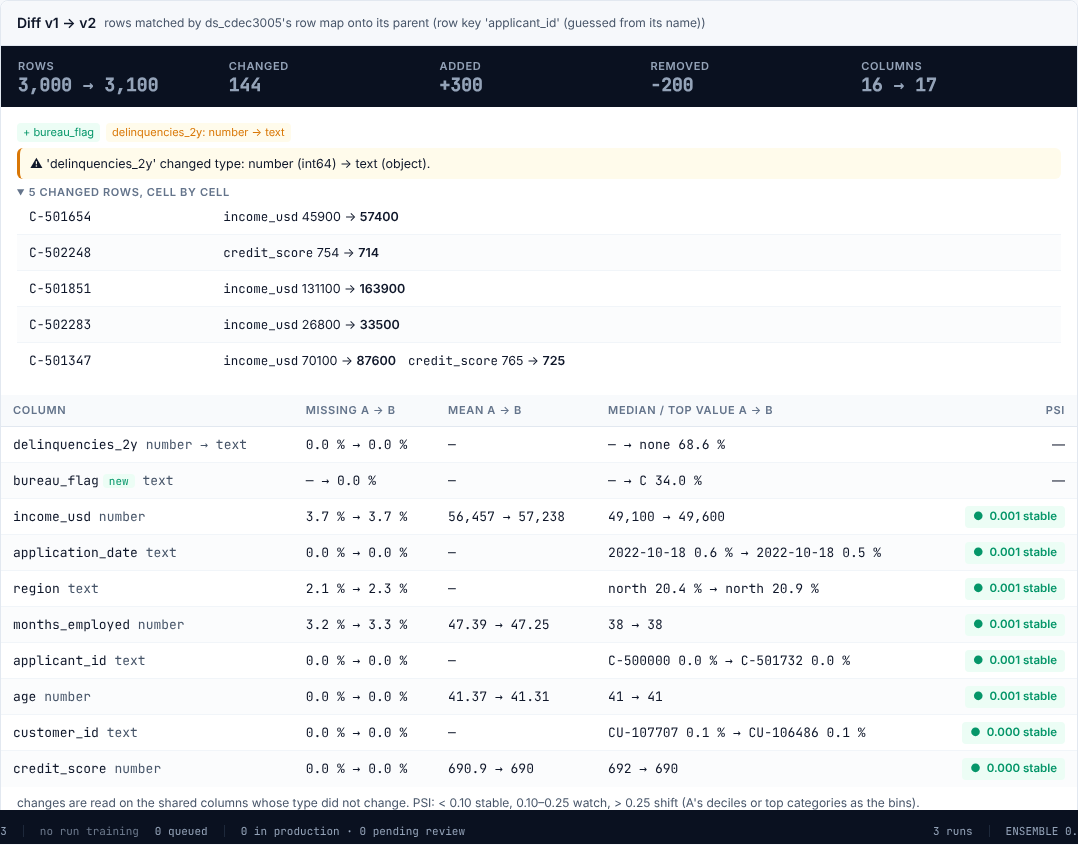 Diff v1 → v2 rows matched by ds_cdec3005's row map onto its parent (row key 'applicant_id' (guessed from its name))
ROWS CHANGED ADDED REMOVED COLUMNS
3,000 → 3,100 144 +300 -200 16 → 17
+ bureau_flag delinquencies_2y: number → text
⚠ 'delinquencies_2y' changed type: number (int64) → text (object).
▼ 5 CHANGED ROWS, CELL BY CELL
C-501654 income_usd 45900 → 57400
C-502248 credit_score 754 → 714
C-501851 income_usd 131100 → 163900
C-502283 income_usd 26800 → 33500
C-501347 income_usd 70100 → 87600 credit_score 765 → 725
COLUMN MISSING A → B MEAN A → B MEDIAN / TOP VALUE A → B PSI
delinquencies_2y number → text 0.0 % → 0.0 % — — → none 68.6 % —
bureau_flag new text — → 0.0 % — — → C 34.0 % —
income_usd number 3.7 % → 3.7 % 56,457 → 57,238 49,100 → 49,600 ● 0.001 stable
application_date text 0.0 % → 0.0 % — 2022-10-18 0.6 % → 2022-10-18 0.5 % ● 0.001 stable
region text 2.1 % → 2.3 % — north 20.4 % → north 20.9 % ● 0.001 stable
months_employed number 3.2 % → 3.3 % 47.39 → 47.25 38 → 38 ● 0.001 stable
applicant_id text 0.0 % → 0.0 % — C-500000 0.0 % → C-501732 0.0 % ● 0.001 stable
age number 0.0 % → 0.0 % 41.37 → 41.31 41 → 41 ● 0.001 stable
customer_id text 0.0 % → 0.0 % — CU-107707 0.1 % → CU-106486 0.1 % ● 0.000 stable
credit_score number 0.0 % → 0.0 % 690.9 → 690 692 → 690 ● 0.000 stable
changes are read on the shared columns whose type did not change. PSI: < 0.10 stable, 0.10–0.25 watch, > 0.25 shift (A's deciles or top categories as the bins).
3 no run training 0 queued 0 in production · 0 pending review 3 runs ENSEMBLE 0.